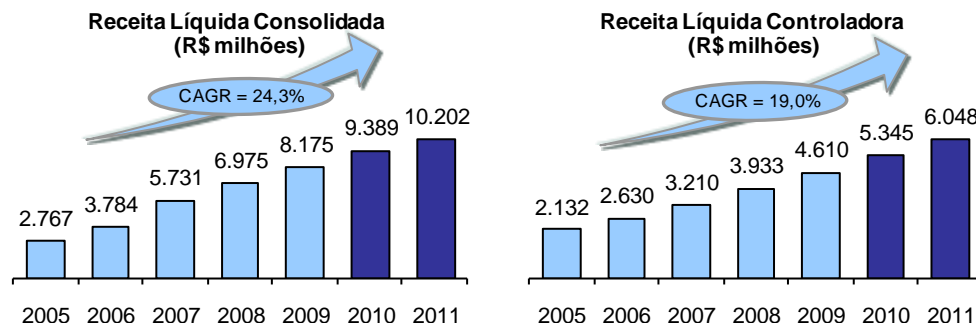 Receita Líquida Consolidada
(R$ milhões)
CAGR = 24,3%
2.767 3.784 5.731 6.975 8.175 9.389 10.202
2005 2006 2007 2008 2009 2010 2011
Receita Líquida Controladora
(R$ milhões)
CAGR = 19,0%
2.132 2.630 3.210 3.933 4.610 5.345 6.048
2005 2006 2007 2008 2009 2010 2011